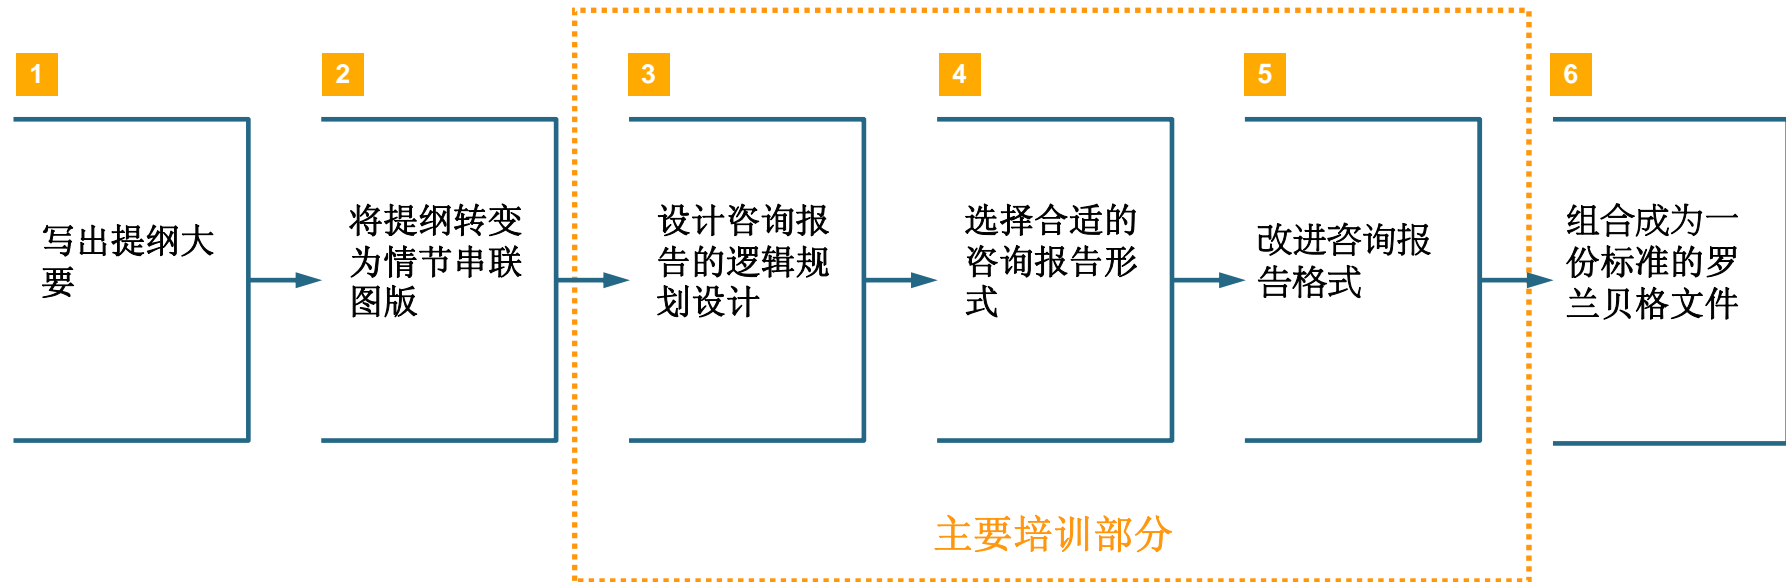 1
写出提纲大
要
2
将提纲转变
为情节串联
图版
3
设计咨询报
告的逻辑规
划设计
4
选择合适的
咨询报告形
式
5
改进咨询报
告格式
6
组合成为一
份标准的罗
兰贝格文件
主要培训部分